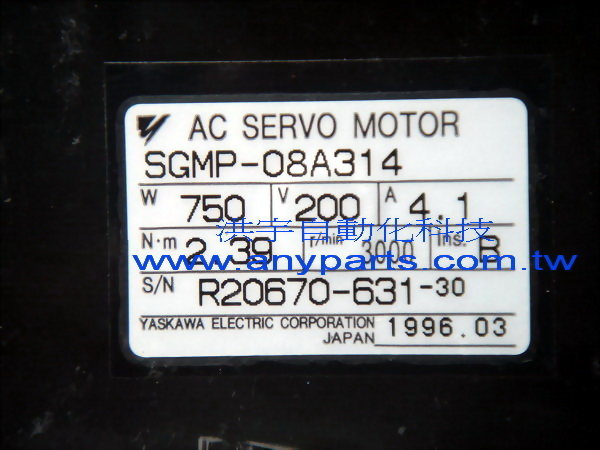 AC SERVO MOTOR
SGMP-08A314
W 750 V 200 A 4.1
洪宇自動化科技
N·m 2.39 r/min 3000 Ins. B
www.anyparts.com.tw
S/N R20670-631-30
YASKAWA ELECTRIC CORPORATION
JAPAN 1996.03